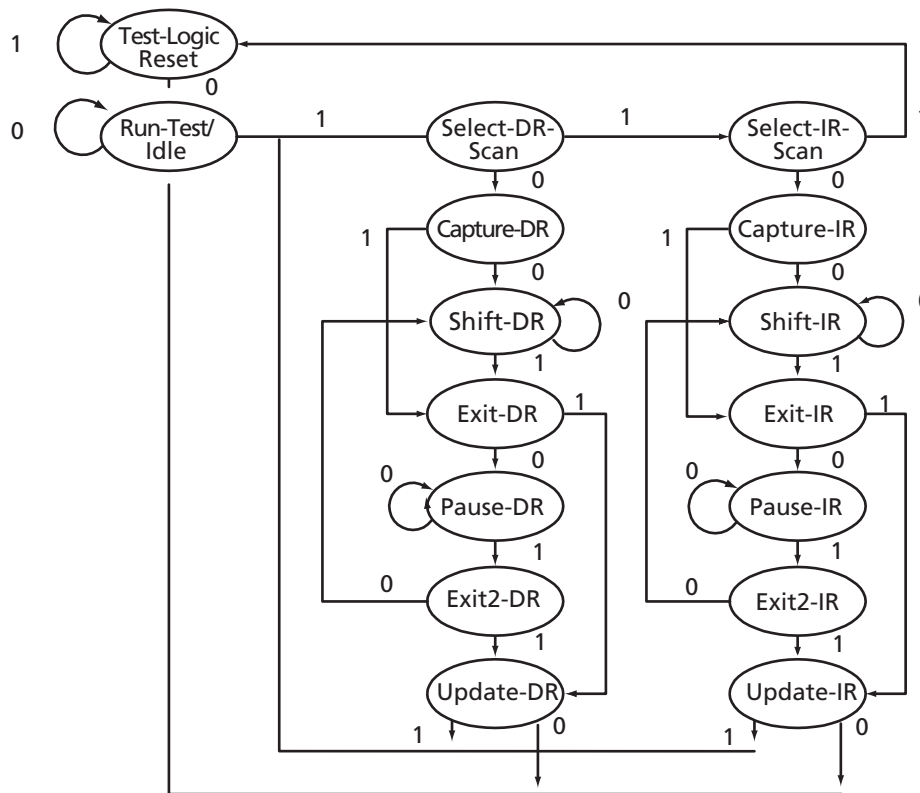 1
Test-Logic
Reset
0
0
Run-Test/
Idle
1
Select-DR-
Scan
1
Select-IR-
Scan
1
0
0
1
Capture-DR
1
Capture-IR
0
0
Shift-DR
0
Shift-IR
0
1
1
Exit-DR
1
Exit-IR
1
0
0
0
Pause-DR
0
Pause-IR
1
1
0
Exit2-DR
0
Exit2-IR
1
1
Update-DR
Update-IR
1
0
1
0